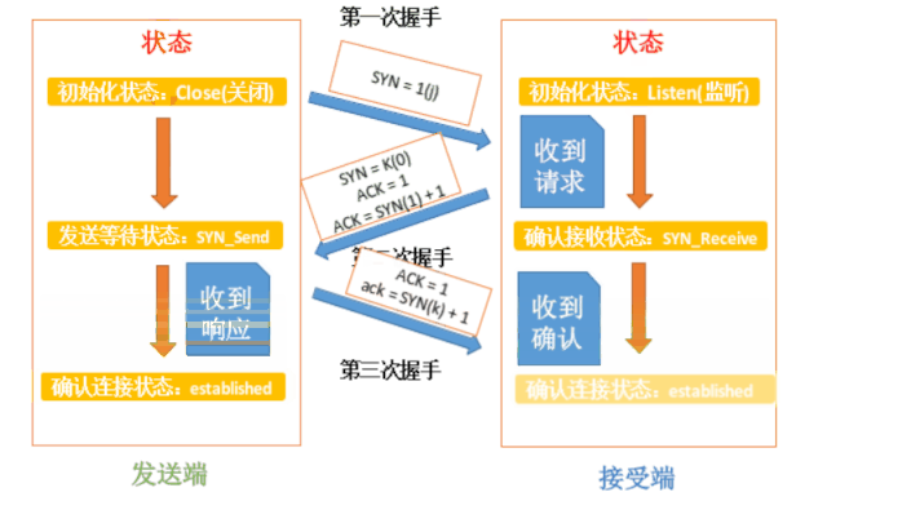 第一次握手
状态
初始化状态：Close(关闭)
发送等待状态：SYN_Send
收到
响应
确认连接状态：established
发送端
SYN = 1(j)
SYN = K(0)
ACK = 1
ACK = SYN(1) + 1
第二次握手
ACK = 1
ack = SYN(k) + 1
第三次握手
状态
初始化状态：Listen(监听)
收到
请求
确认接收状态：SYN_Receive
收到
确认
确认连接状态：established
接受端